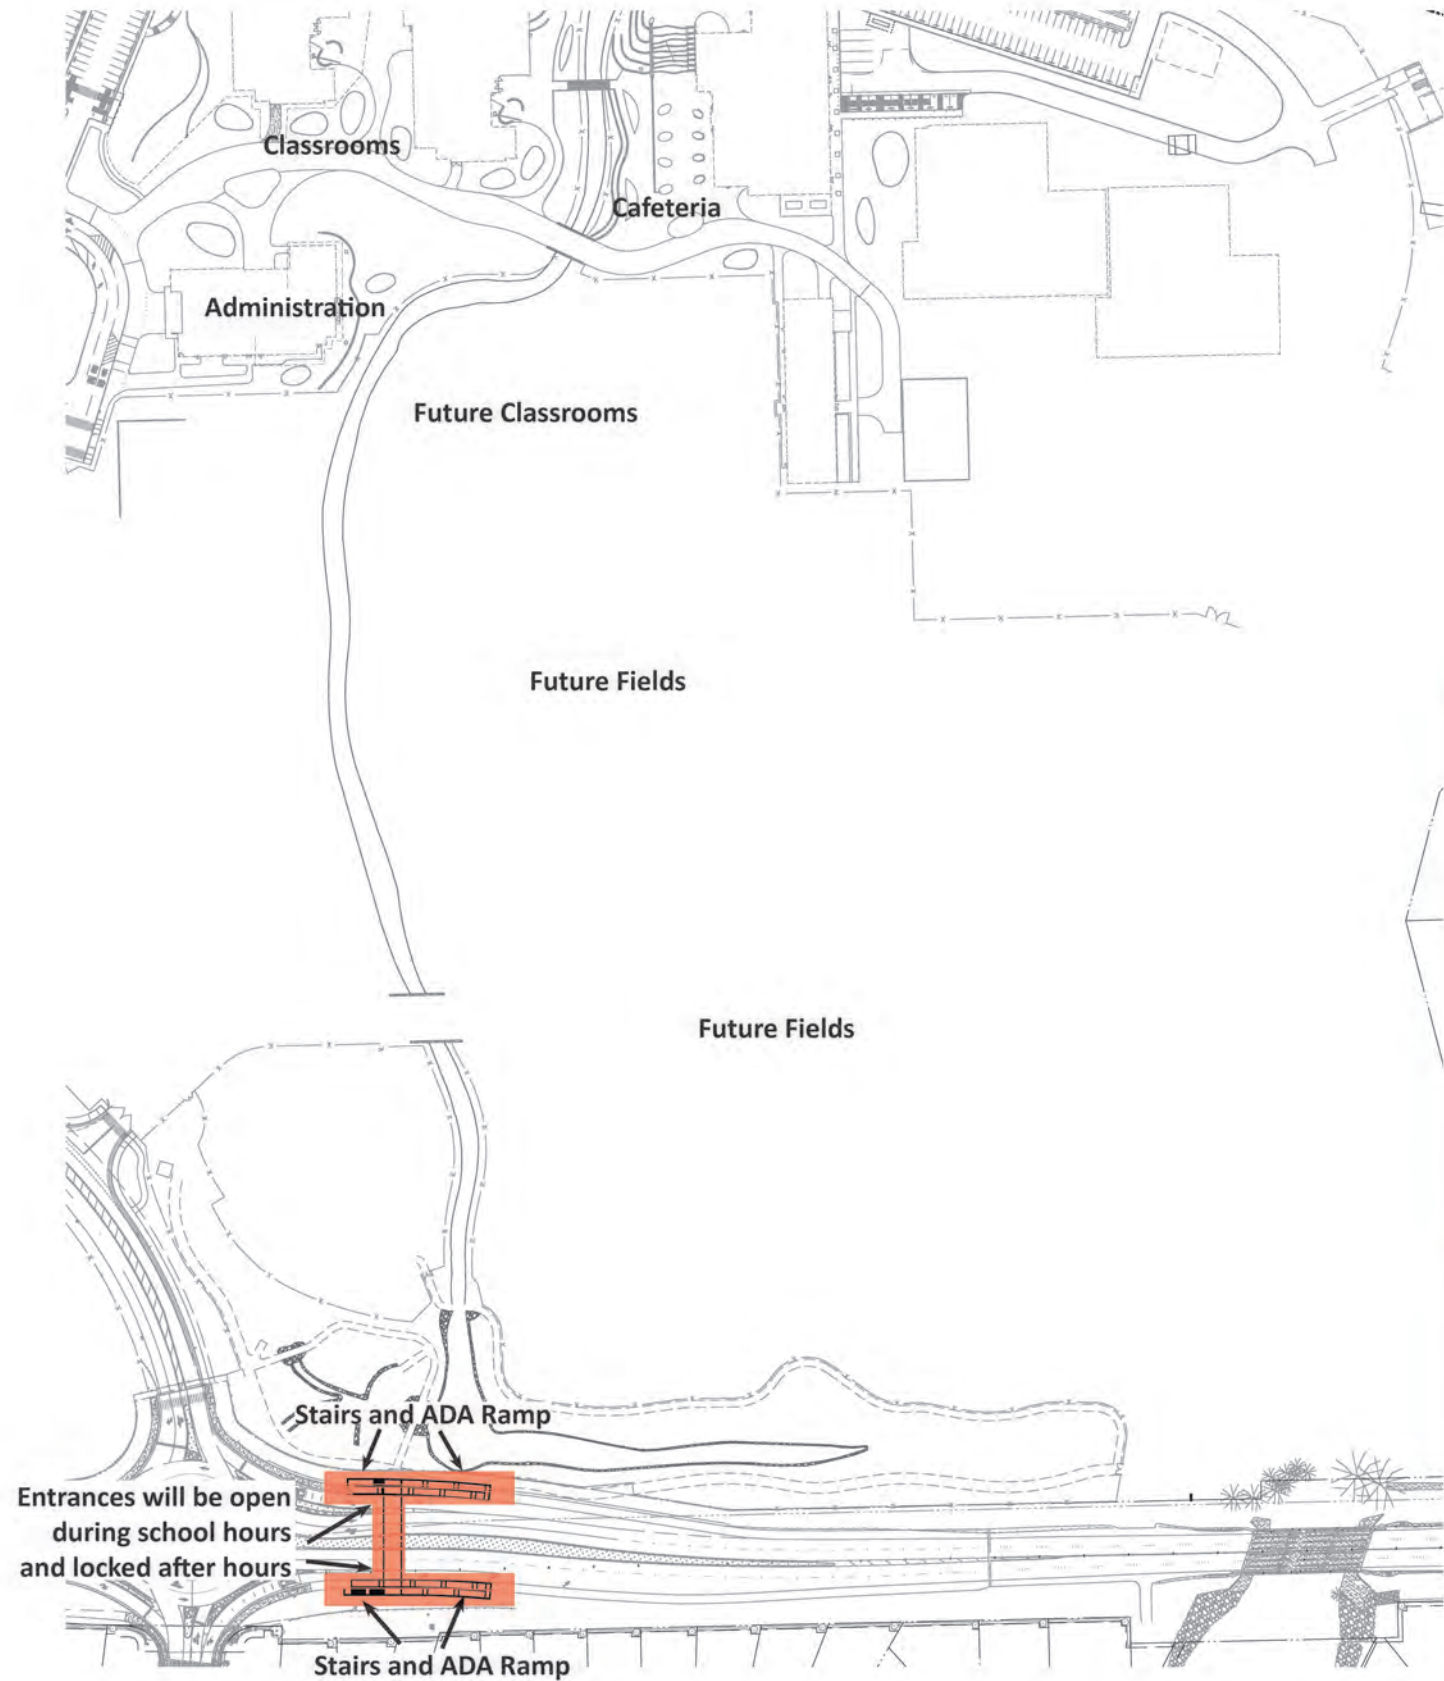 Classrooms
Cafeteria
Administration
Future Classrooms
Future Fields
Future Fields
Stairs and ADA Ramp
Entrances will be open
during school hours
and locked after hours
Stairs and ADA Ramp